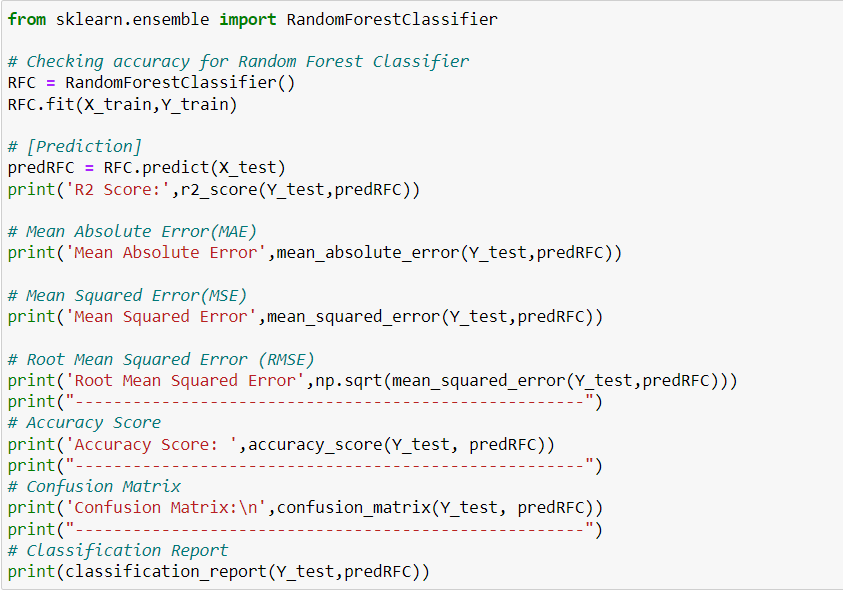 from sklearn.ensemble import RandomForestClassifier
# Checking accuracy for Random Forest Classifier
RFC = RandomForestClassifier()
RFC.fit(X_train,Y_train)
# [Prediction]
predRFC = RFC.predict(X_test)
print('R2 Score:',r2_score(Y_test,predRFC))
# Mean Absolute Error(MAE)
print('Mean Absolute Error',mean_absolute_error(Y_test,predRFC))
# Mean Squared Error(MSE)
print('Mean Squared Error',mean_squared_error(Y_test,predRFC))
# Root Mean Squared Error (RMSE)
print('Root Mean Squared Error',np.sqrt(mean_squared_error(Y_test,predRFC)))
print("-----------------------------------------------------")
# Accuracy Score
print('Accuracy Score: ',accuracy_score(Y_test, predRFC))
print("-----------------------------------------------------")
# Confusion Matrix
print('Confusion Matrix:\n',confusion_matrix(Y_test, predRFC))
print("-----------------------------------------------------")
# Classification Report
print(classification_report(Y_test,predRFC))